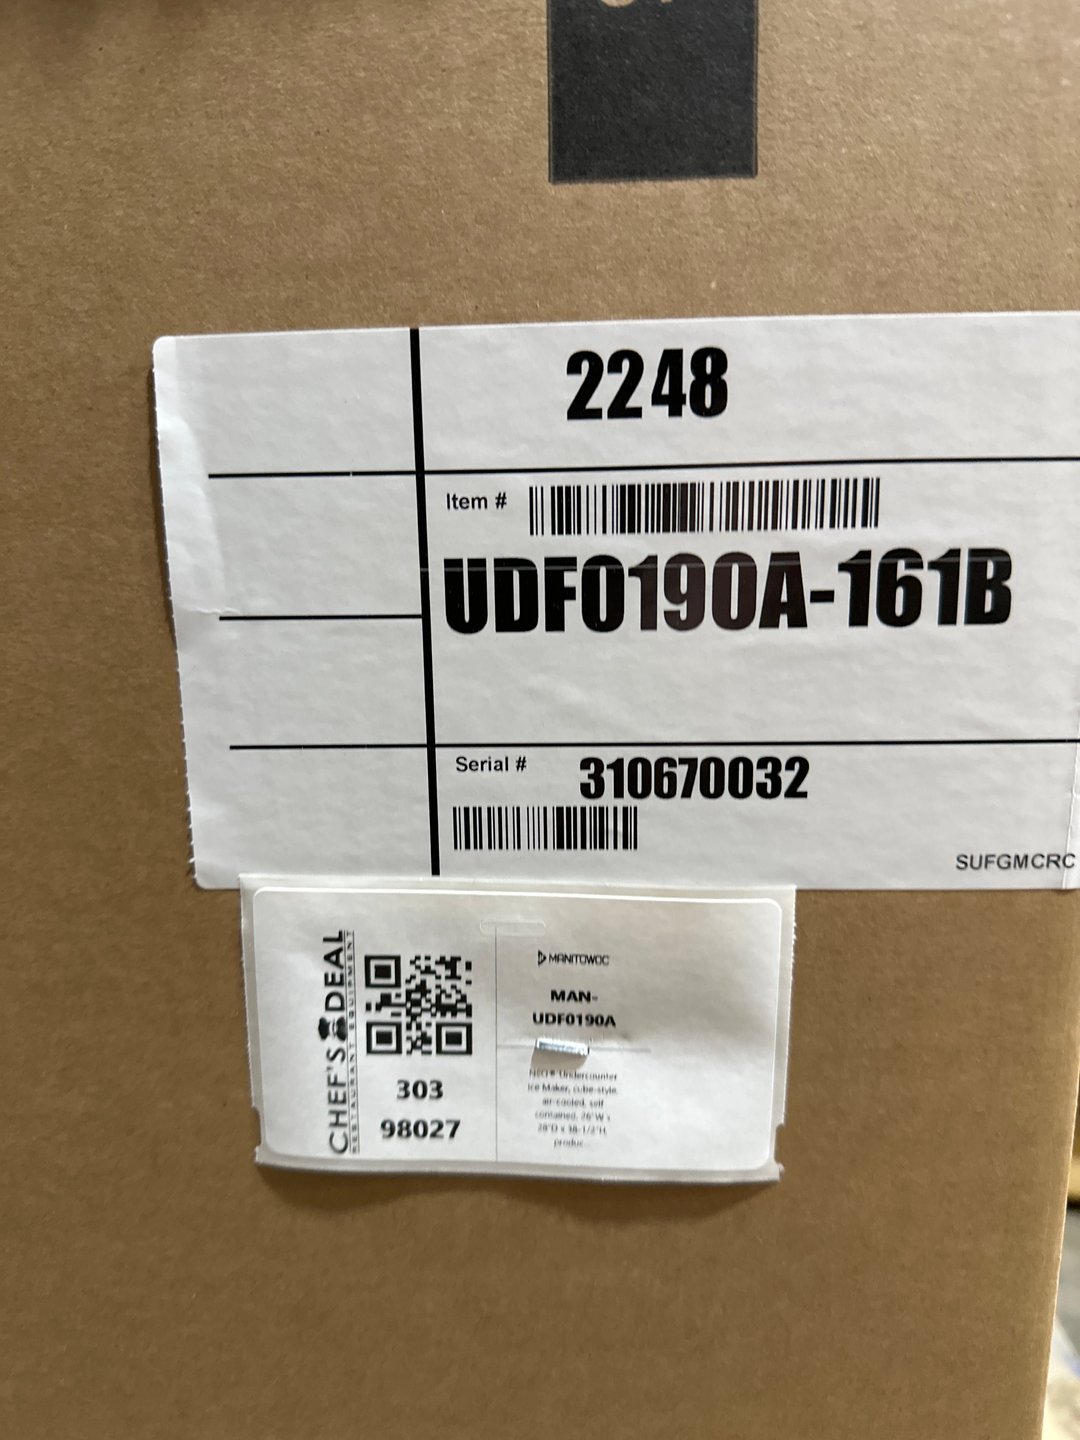 2248
Item #
UDF0190A-161B
Serial # 310670032
SUFGMCRC
CHEF'S DEAL
RESTAURANT EQUIPMENT
303
98027
MANITOWOC
MAN-
UDF0190A
NEO® Undercounter
Ice Maker, cube-style,
air-cooled, self
contained, 26"W x
28"D x 38-1/2"H,
produc...